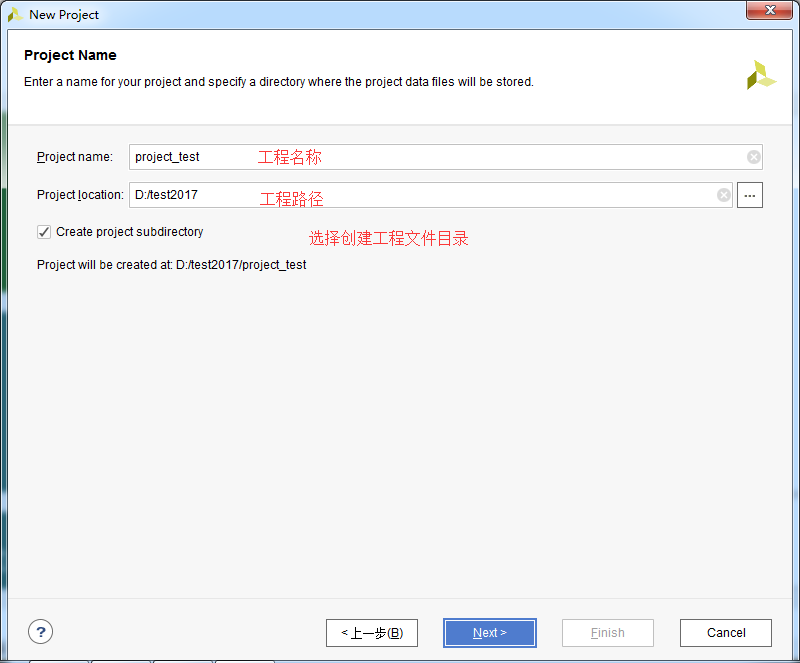 New Project
Project Name
Enter a name for your project and specify a directory where the project data files will be stored.
Project name: project_test 工程名称
Project location: D:/test2017 工程路径 ...
Create project subdirectory
选择创建工程文件目录
Project will be created at: D:/test2017/project_test
? < 上一步(B) Next > Finish Cancel